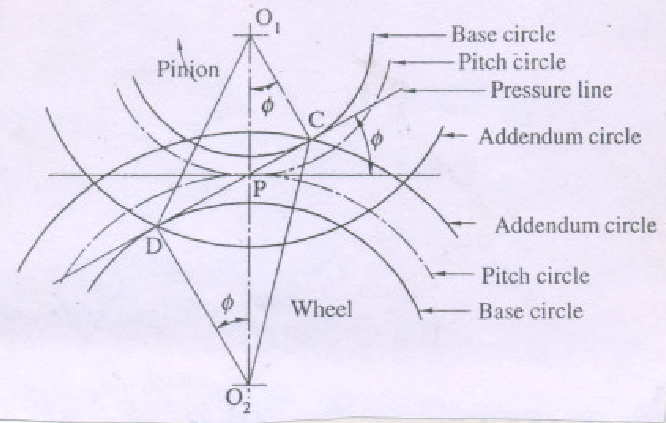 O1
Base circle
Pitch circle
Pinion
Pressure line
ϕ
C
ϕ
Addendum circle
P
Addendum circle
D
Pitch circle
ϕ
Wheel
Base circle
O2